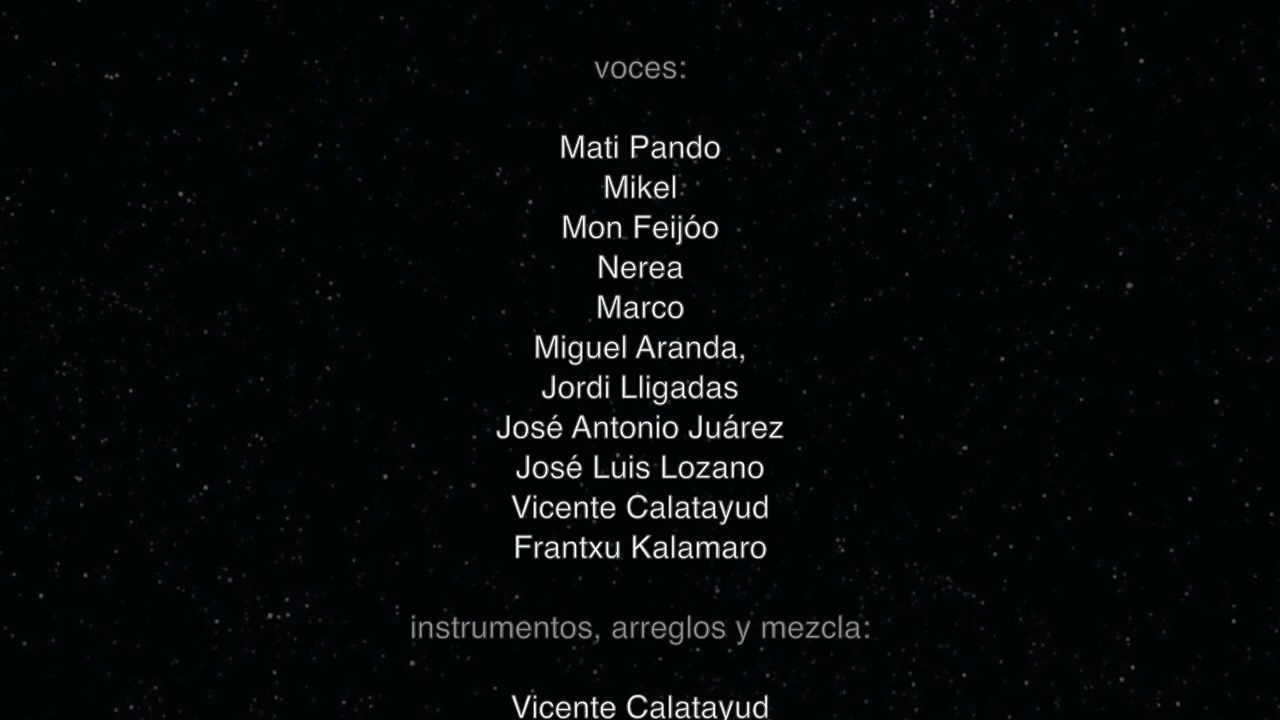 voces:
Mati Pando
Mikel
Mon Feijóo
Nerea
Marco
Miguel Aranda,
Jordi Lligadas
José Antonio Juárez
José Luis Lozano
Vicente Calatayud
Frantxu Kalamaro
instrumentos, arreglos y mezcla:
Vicente Calatayud